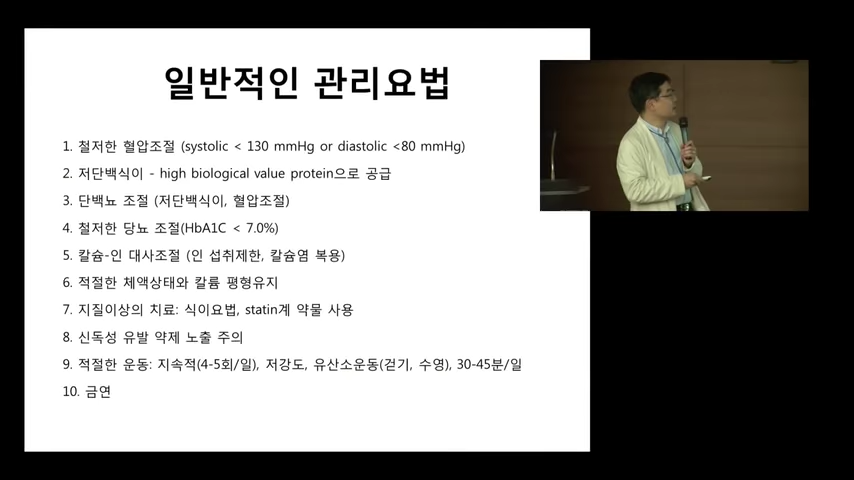 일반적인 관리요법
1. 철저한 혈압조절 (systolic < 130 mmHg or diastolic <80 mmHg)
2. 저단백식이 - high biological value protein으로 공급
3. 단백뇨 조절 (저단백식이, 혈압조절)
4. 철저한 당뇨 조절(HbA1C < 7.0%)
5. 칼슘-인 대사조절 (인 섭취제한, 칼슘염 복용)
6. 적절한 체액상태와 칼륨 평형유지
7. 지질이상의 치료: 식이요법, statin계 약물 사용
8. 신독성 유발 약제 노출 주의
9. 적절한 운동: 지속적(4-5회/일), 저강도, 유산소운동(걷기, 수영), 30-45분/일
10. 금연